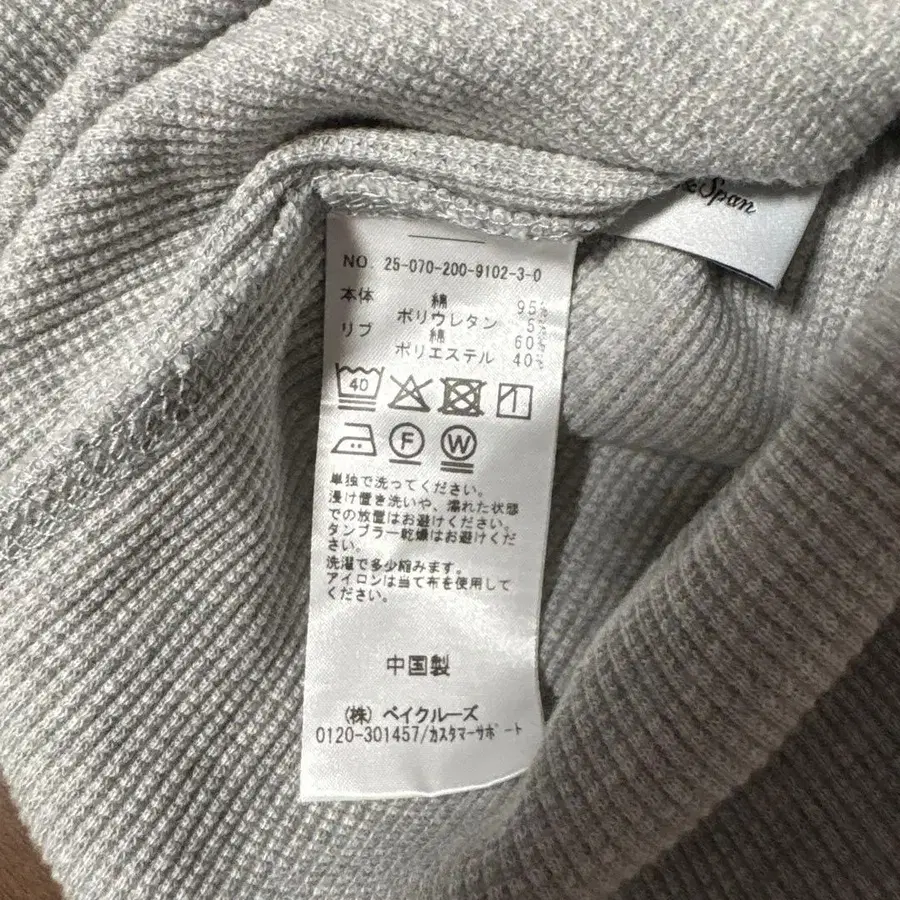 Span
NO. 25-070-200-9102-3-0
本体 綿 95%
ポリウレタン 5%
リブ 綿 60%
ポリエステル 40%
40
F W
単独で洗ってください。
浸け置き洗いや、濡れた状態
での放置はお避けください。
タンブラー乾燥はお避けくだ
さい。
洗濯で多少縮みます。
アイロンは当て布を使用して
ください。
中国製
(株) ベイクルーズ
0120-301457/カスタマーサポート